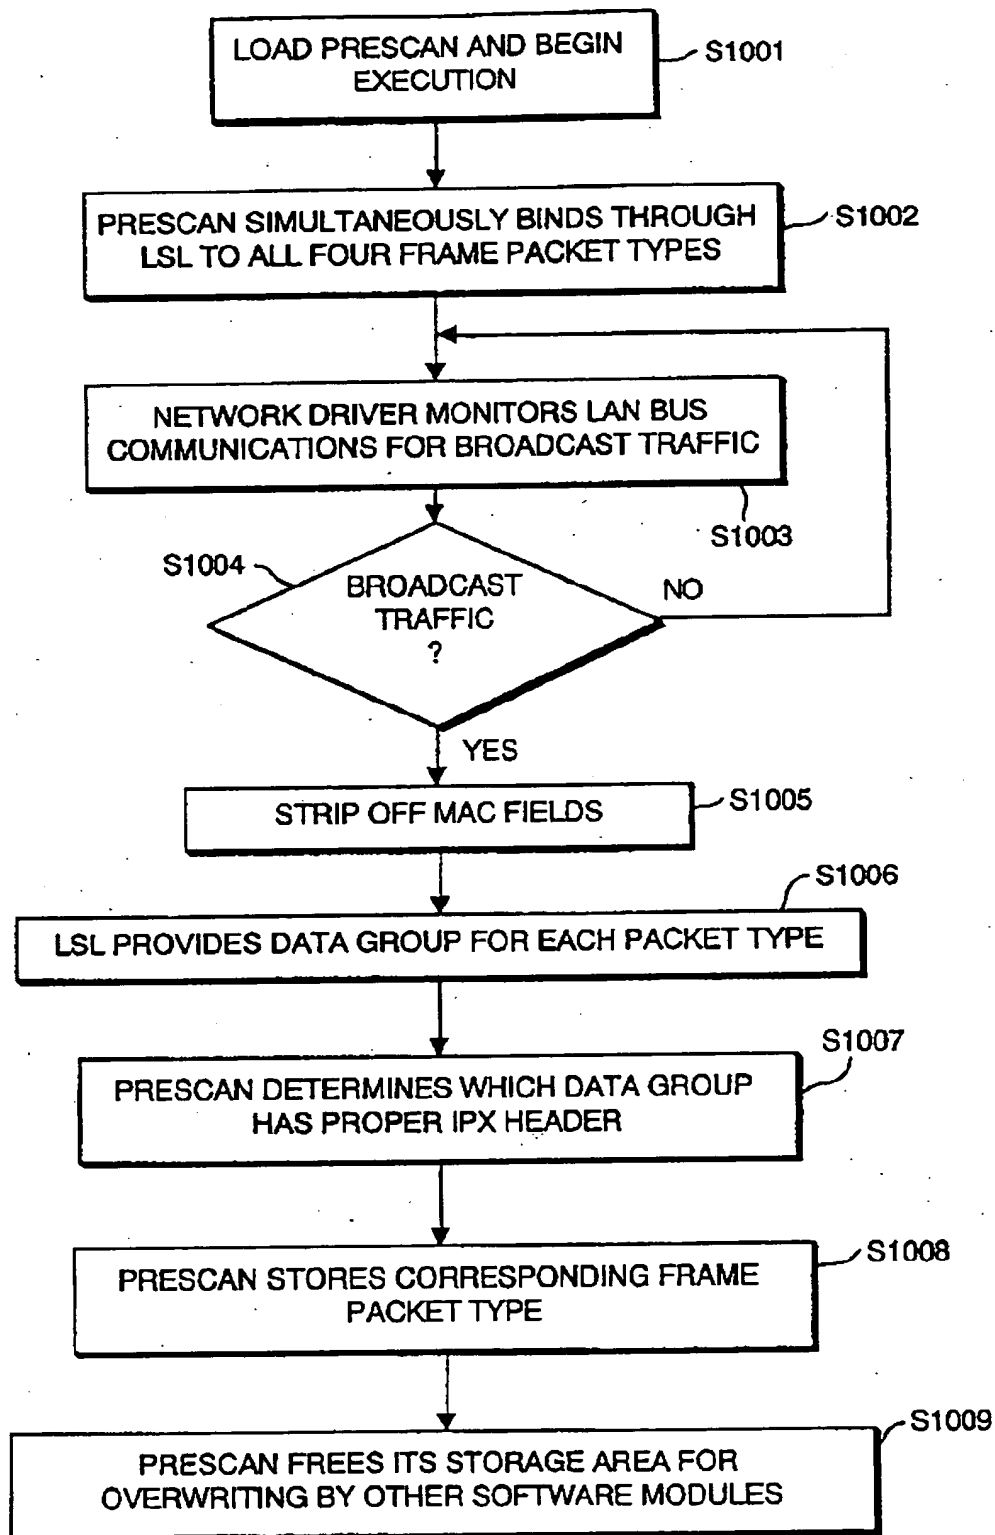 LOAD PRESCAN AND BEGIN
EXECUTION
S1001
PRESCAN SIMULTANEOUSLY BINDS THROUGH
LSL TO ALL FOUR FRAME PACKET TYPES
S1002
NETWORK DRIVER MONITORS LAN BUS
COMMUNICATIONS FOR BROADCAST TRAFFIC
S1003
S1004
BROADCAST
TRAFFIC
?
NO
YES
STRIP OFF MAC FIELDS
S1005
S1006
LSL PROVIDES DATA GROUP FOR EACH PACKET TYPE
S1007
PRESCAN DETERMINES WHICH DATA GROUP
HAS PROPER IPX HEADER
S1008
PRESCAN STORES CORRESPONDING FRAME
PACKET TYPE
S1009
PRESCAN FREES ITS STORAGE AREA FOR
OVERWRITING BY OTHER SOFTWARE MODULES